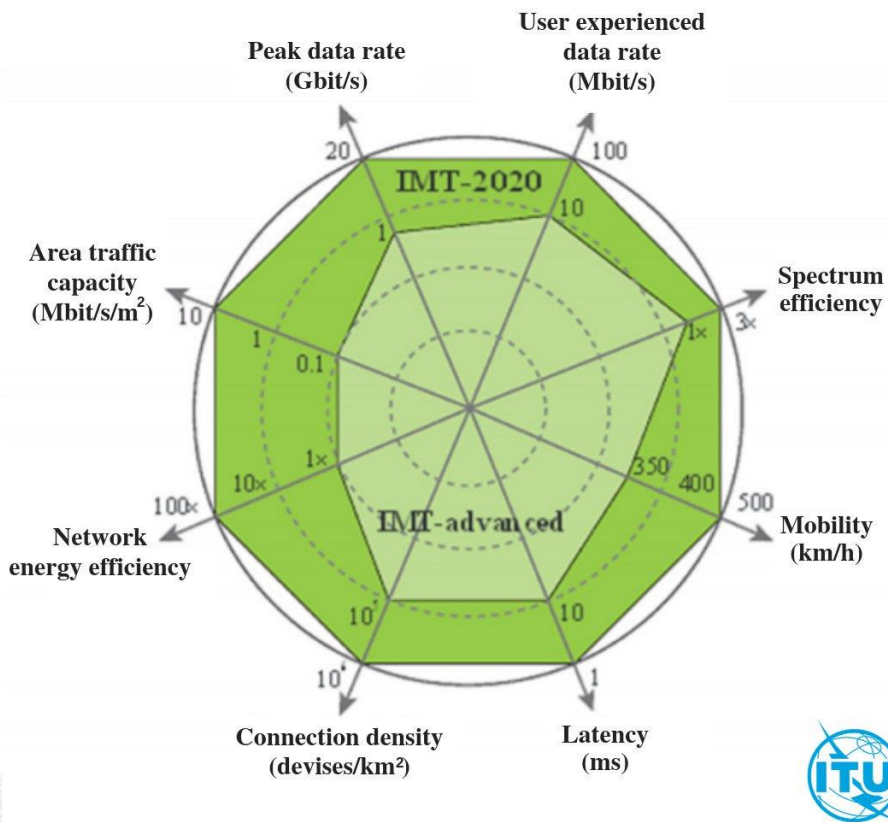 User experienced
data rate
(Mbit/s)
Peak data rate
(Gbit/s)
20
100
IMT-2020
1
10
Area traffic
capacity
(Mbit/s/m²)
10
1
0.1
Spectrum
efficiency
1×
3×
1×
10×
100×
Network
energy efficiency
350
400
500
Mobility
(km/h)
IMT-advanced
10
1
Connection density
(devises/km²)
Latency
(ms)
ITU